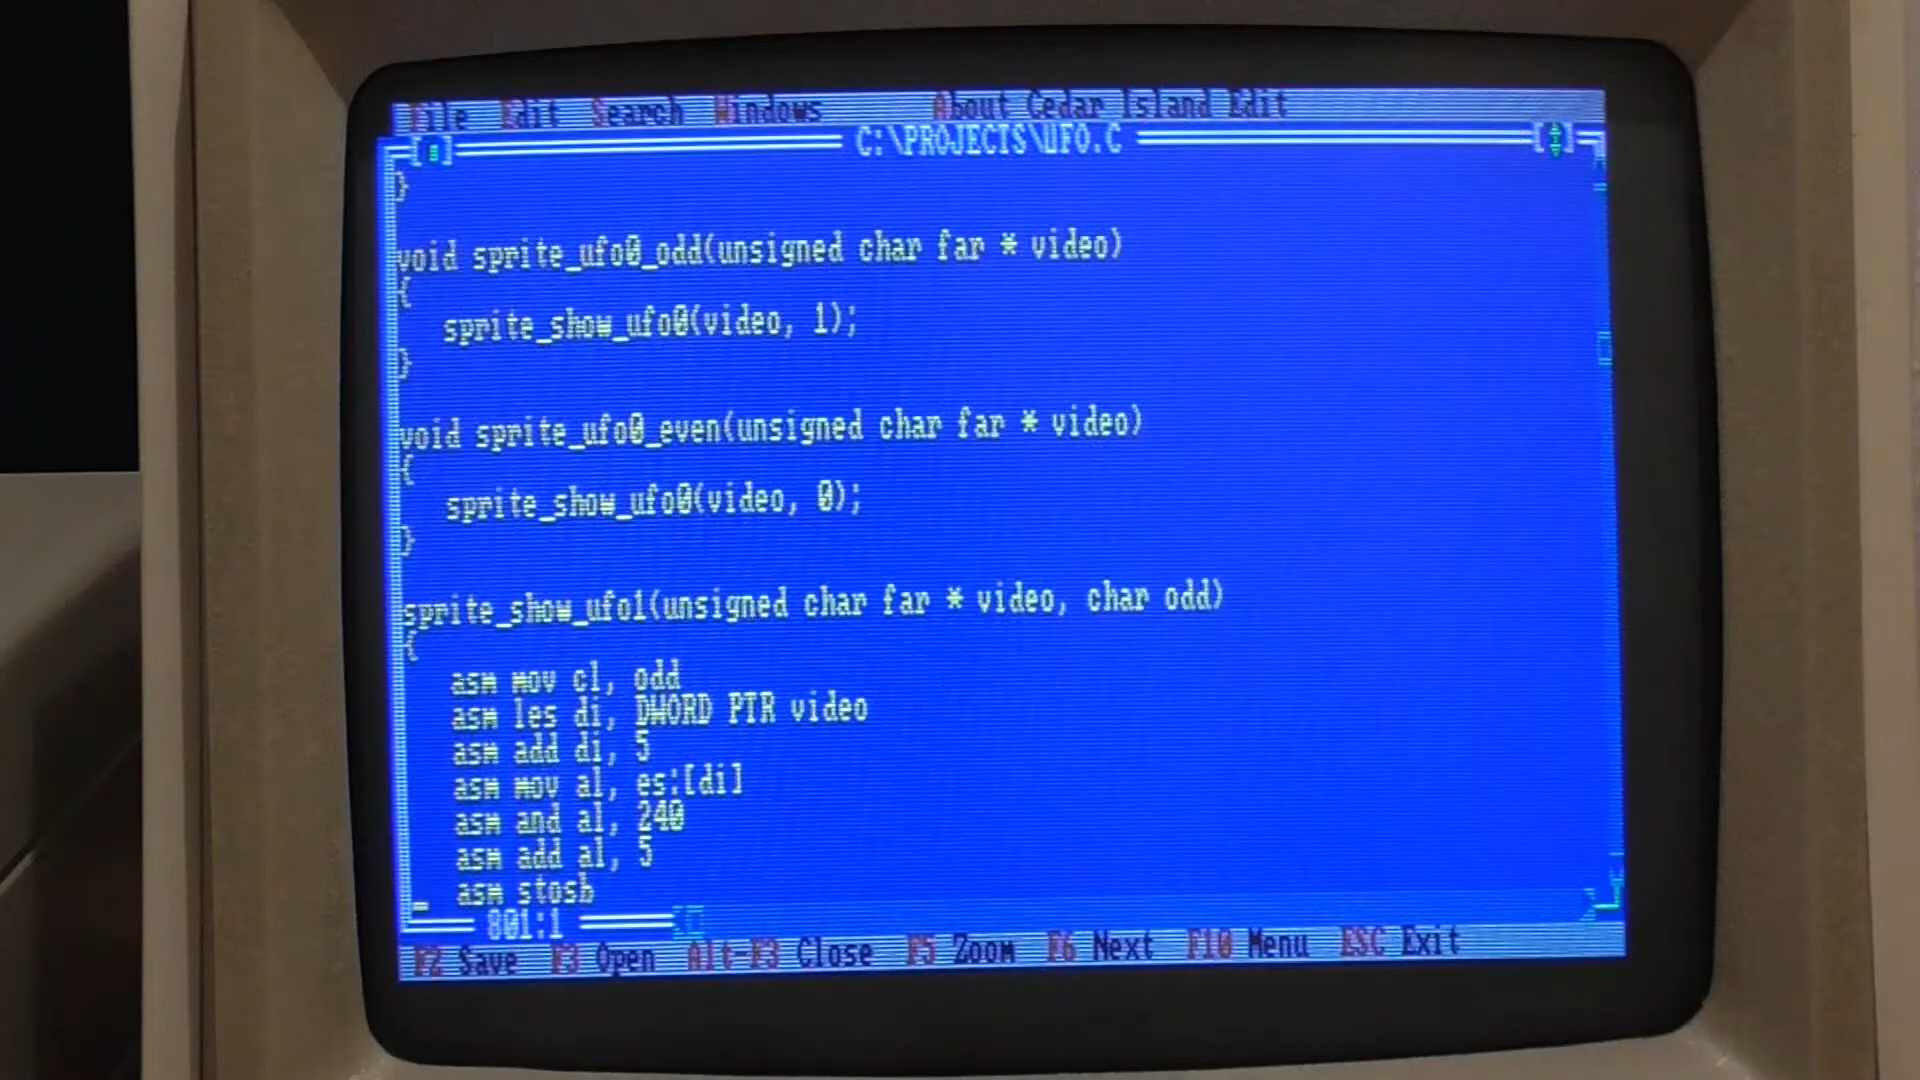 File Edit Search Windows About Cedar Island Edit
C:\PROJECTS\UFO.C
}
void sprite_ufo0_odd(unsigned char far * video)
{
sprite_show_ufo0(video, 1);
}
void sprite_ufo0_even(unsigned char far * video)
{
sprite_show_ufo0(video, 0);
}
sprite_show_ufo1(unsigned char far * video, char odd)
{
asm mov cl, odd
asm les di, DWORD PTR video
asm add di, 5
asm mov al, es:[di]
asm and al, 240
asm add al, 5
asm stosb
801:1
F2 Save F3 Open Alt-F3 Close F5 Zoom F6 Next F10 Menu ESC Exit